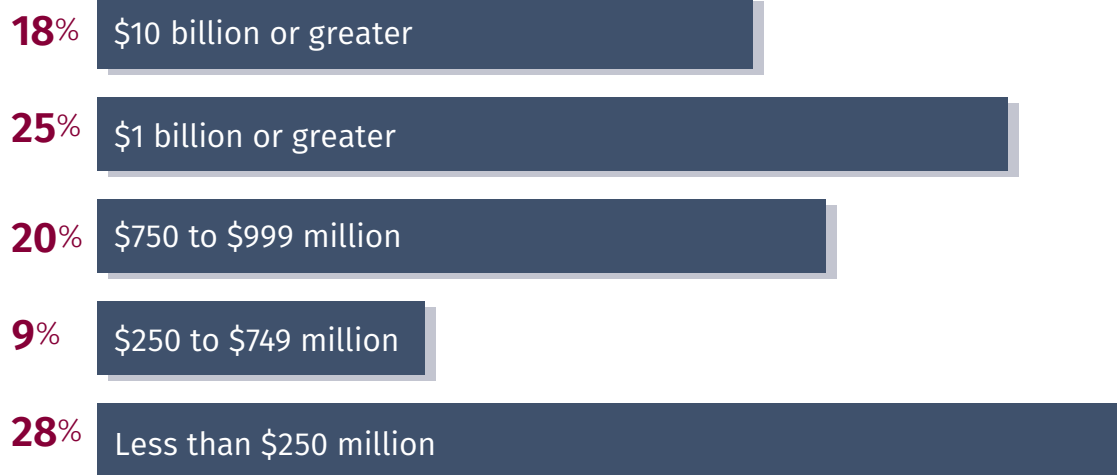 18% $10 billion or greater
25% $1 billion or greater
20% $750 to $999 million
9% $250 to $749 million
28% Less than $250 million